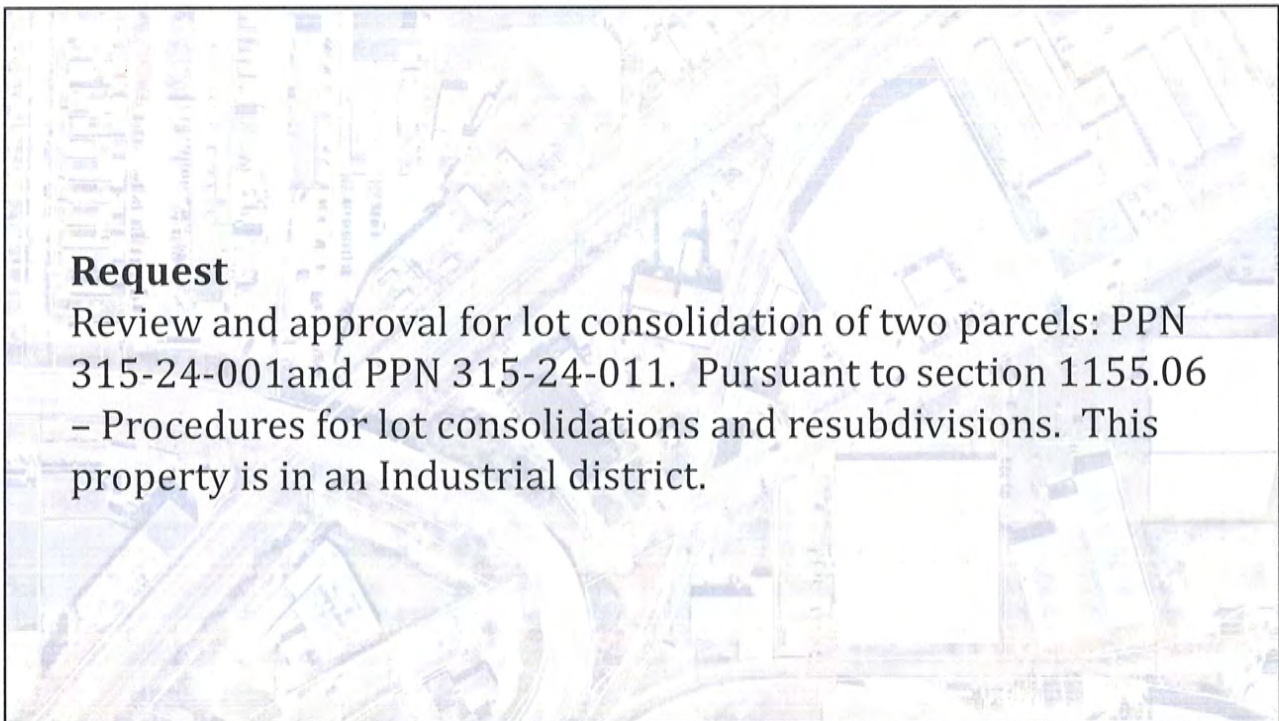 Request
Review and approval for lot consolidation of two parcels: PPN
315-24-001and PPN 315-24-011.  Pursuant to section 1155.06
– Procedures for lot consolidations and resubdivisions.  This
property is in an Industrial district.